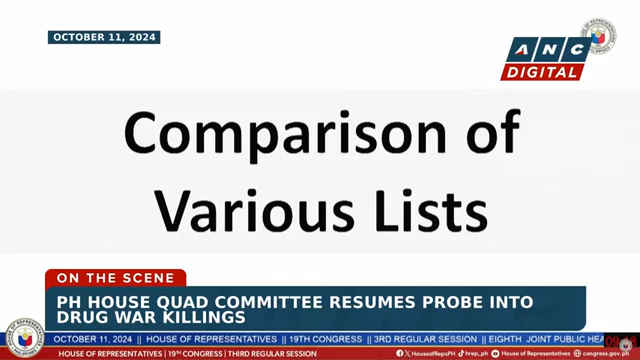 OCTOBER 11, 2024
ANC
DIGITAL
Comparison of
Various Lists
ON THE SCENE
PH HOUSE QUAD COMMITTEE RESUMES PROBE INTO
DRUG WAR KILLINGS
OCTOBER 11, 2024 || HOUSE OF REPRESENTATIVES || 19TH CONGRESS || 3RD REGULAR SESSION || EIGHTH JOINT PUBLIC HEA
HOUSE OF REPRESENTATIVES | 19TH CONGRESS | THIRD REGULAR SESSION HouseofRepsPH hrep_ph House of Representatives congress.gov.ph